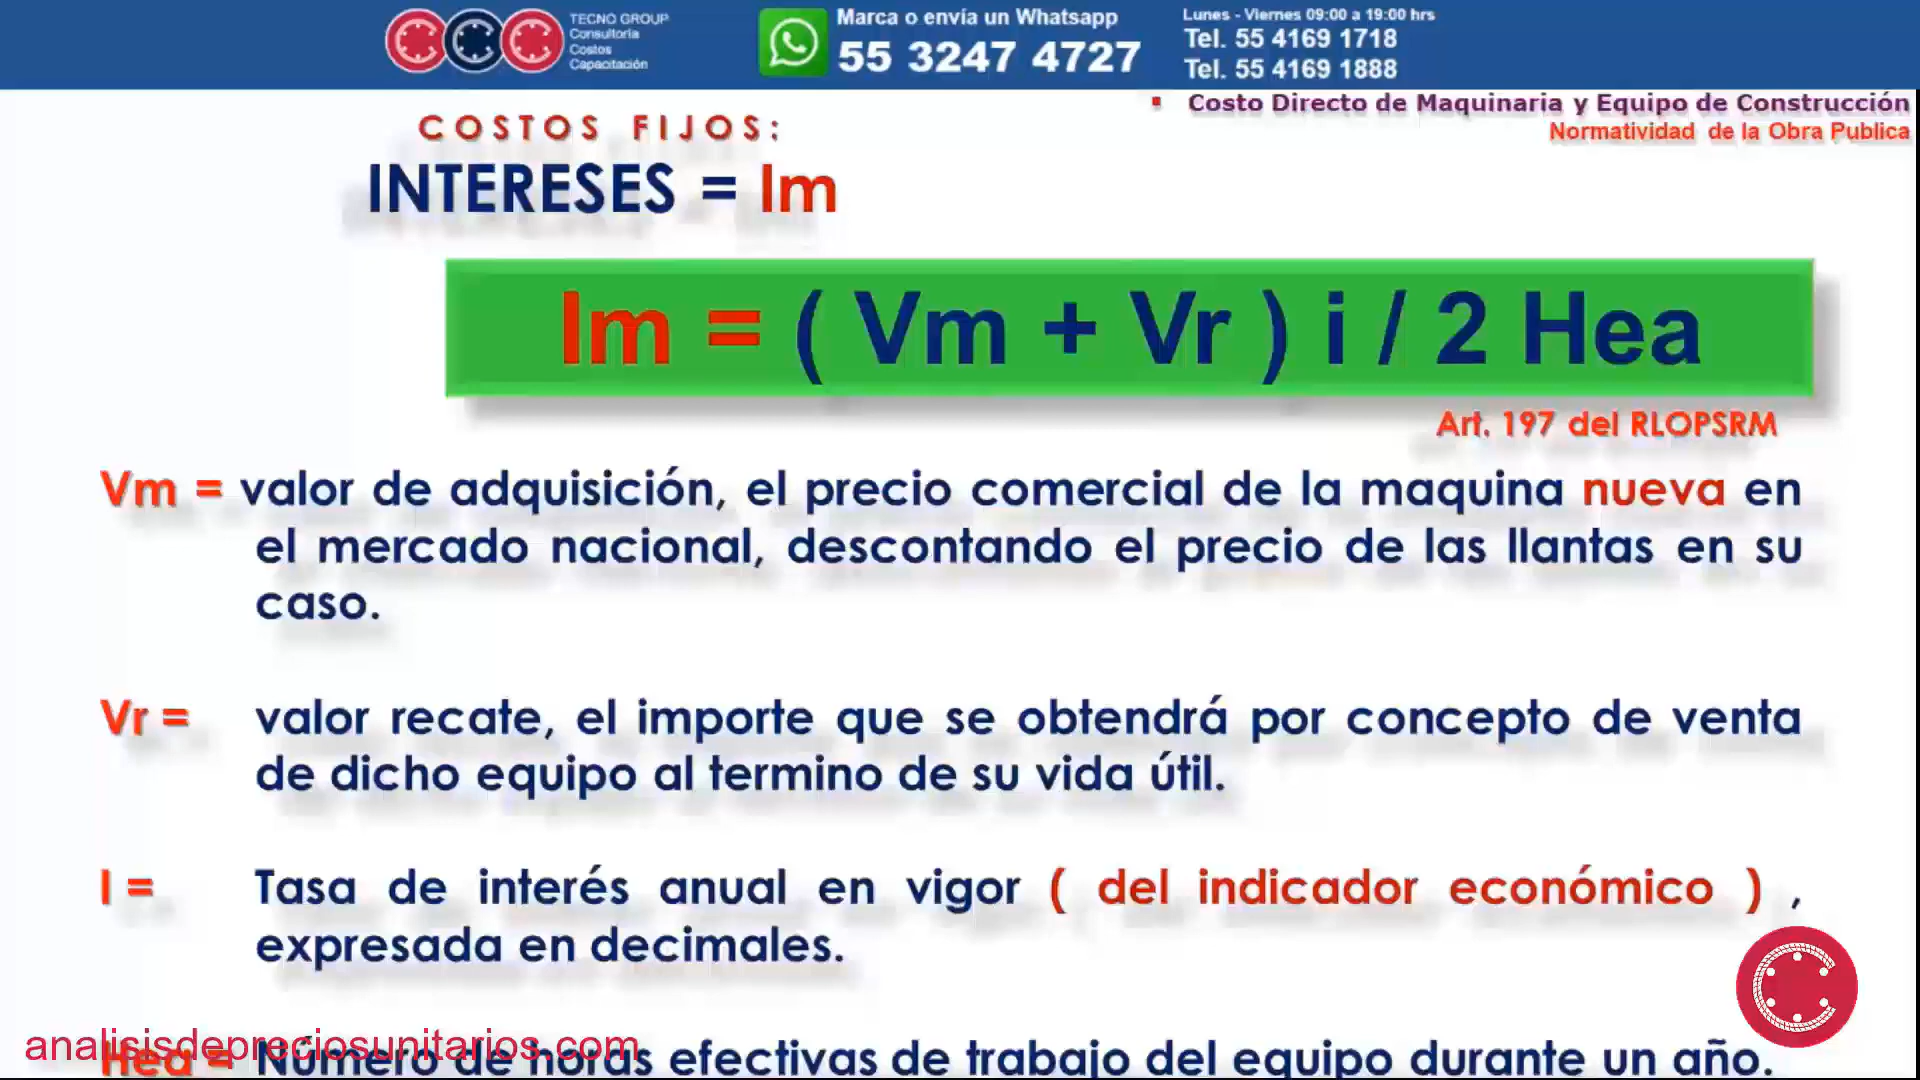 TECNO GROUP
Consultoría
Costos
Capacitación
Marca o envía un Whatsapp
55 3247 4727
Lunes - Viernes 09:00 a 19:00 hrs
Tel. 55 4169 1718
Tel. 55 4169 1888
Costo Directo de Maquinaria y Equipo de Construcción
Normatividad de la Obra Publica
COSTOS FIJOS:
INTERESES = Im
Im = ( Vm + Vr ) i / 2 Hea
Art. 197 del RLOPSRM
Vm = valor de adquisición, el precio comercial de la maquina nueva en
el mercado nacional, descontando el precio de las llantas en su
caso.
Vr = valor recate, el importe que se obtendrá por concepto de venta
de dicho equipo al termino de su vida útil.
I = Tasa de interés anual en vigor ( del indicador económico ) ,
expresada en decimales.
Hea = Número de horas efectivas de trabajo del equipo durante un año.
analisisdepreciosunitarios.com